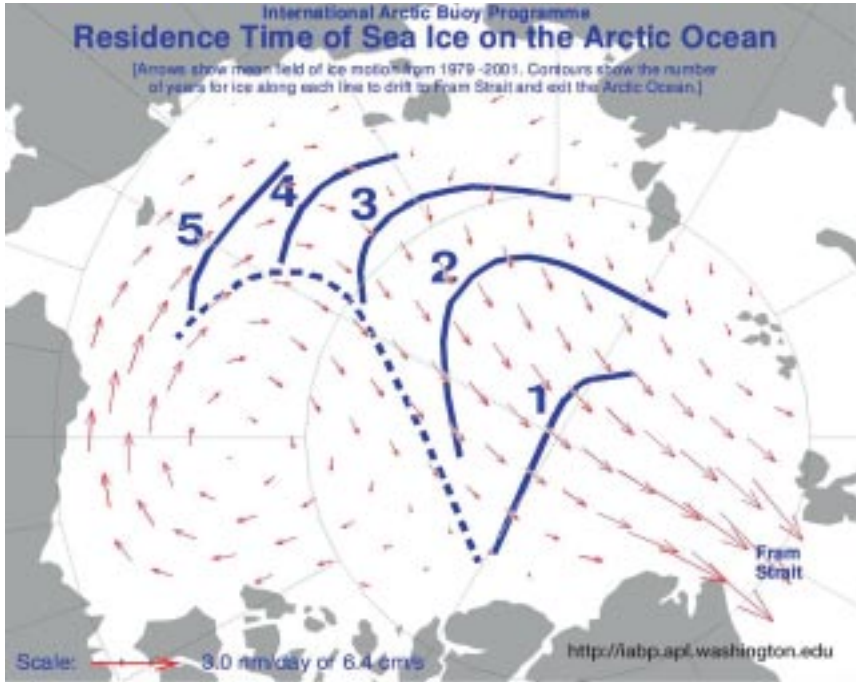 International Arctic Buoy Programme
Residence Time of Sea Ice on the Arctic Ocean
[Arrows show mean field of ice motion from 1979 -2001. Contours show the number
of years for ice along each line to drift to Fram Strait and exit the Arctic Ocean.]
5
4
3
2
1
Fram
Strait
http://iabp.apl.washington.edu
Scale: 3.0 nm/day of 6.4 cm/s